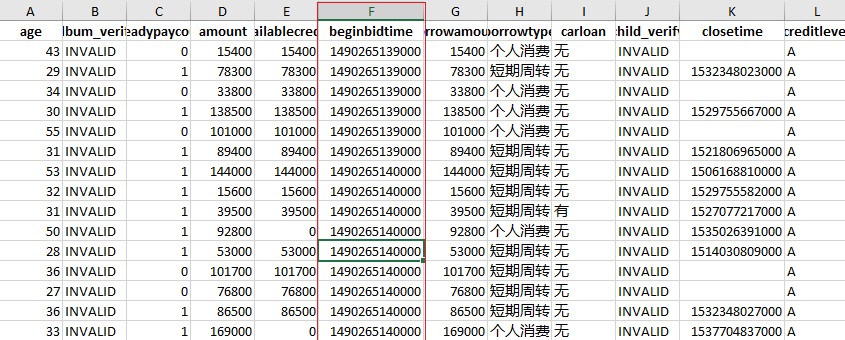 A B C D E F G H I J K L
age lbum_verif eadypayco amount ailablecred beginbidtime rrowamou orrowtype carloan child_verify closetime creditleve
43 INVALID 0 15400 15400 1490265139000 15400 个人消费 无 INVALID A
29 INVALID 1 78300 78300 1490265139000 78300 短期周转 无 INVALID 1532348023000 A
34 INVALID 0 33800 33800 1490265139000 33800 个人消费 无 INVALID A
30 INVALID 1 138500 138500 1490265139000 138500 个人消费 无 INVALID 1529755667000 A
55 INVALID 0 101000 101000 1490265139000 101000 个人消费 无 INVALID A
31 INVALID 1 89400 89400 1490265139000 89400 短期周转 无 INVALID 1521806965000 A
53 INVALID 1 144000 144000 1490265140000 144000 短期周转 无 INVALID 1506168810000 A
32 INVALID 1 15600 15600 1490265140000 15600 短期周转 无 INVALID 1529755582000 A
31 INVALID 1 39500 39500 1490265140000 39500 短期周转 有 INVALID 1527077217000 A
50 INVALID 1 92800 0 1490265140000 92800 个人消费 无 INVALID 1535026391000 A
28 INVALID 1 53000 53000 1490265140000 53000 短期周转 无 INVALID 1514030809000 A
36 INVALID 0 101700 101700 1490265140000 101700 短期周转 无 INVALID A
27 INVALID 0 76800 76800 1490265140000 76800 短期周转 无 INVALID A
36 INVALID 1 86500 86500 1490265140000 86500 短期周转 无 INVALID 1532348027000 A
33 INVALID 1 169000 0 1490265140000 169000 个人消费 无 INVALID 1537704837000 A